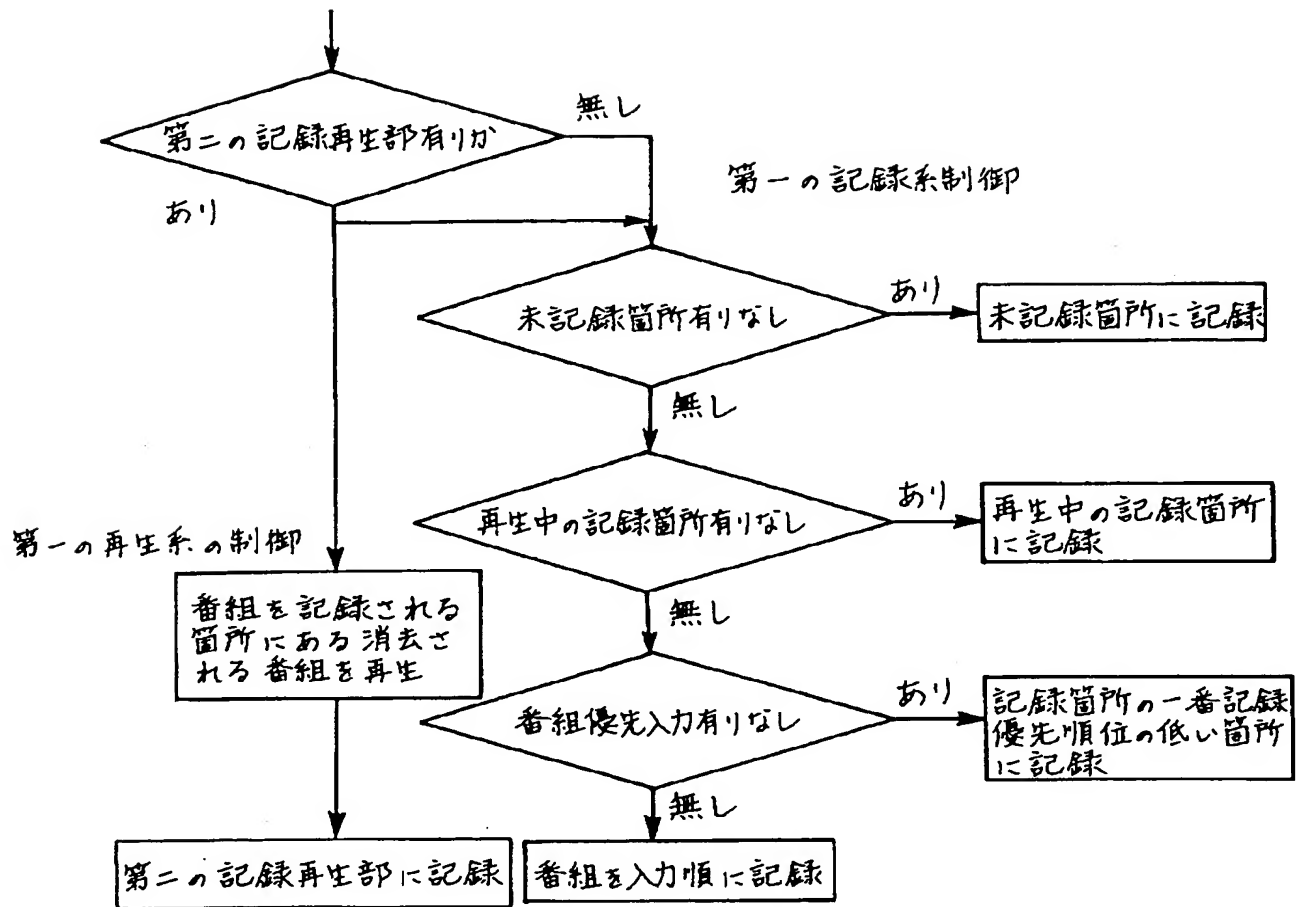 第二の記録再生部有りか
無し
あり
第一の記録系制御
未記録箇所有りなし
あり
未記録箇所に記録
無し
再生中の記録箇所有りなし
あり
再生中の記録箇所
に記録
無し
第一の再生系の制御
番組を記録される
箇所にある消去さ
れる番組を再生
番組優先入力有りなし
あり
記録箇所の一番記録
優先順位の低い箇所
に記録
無し
第二の記録再生部に記録
番組を入力順に記録